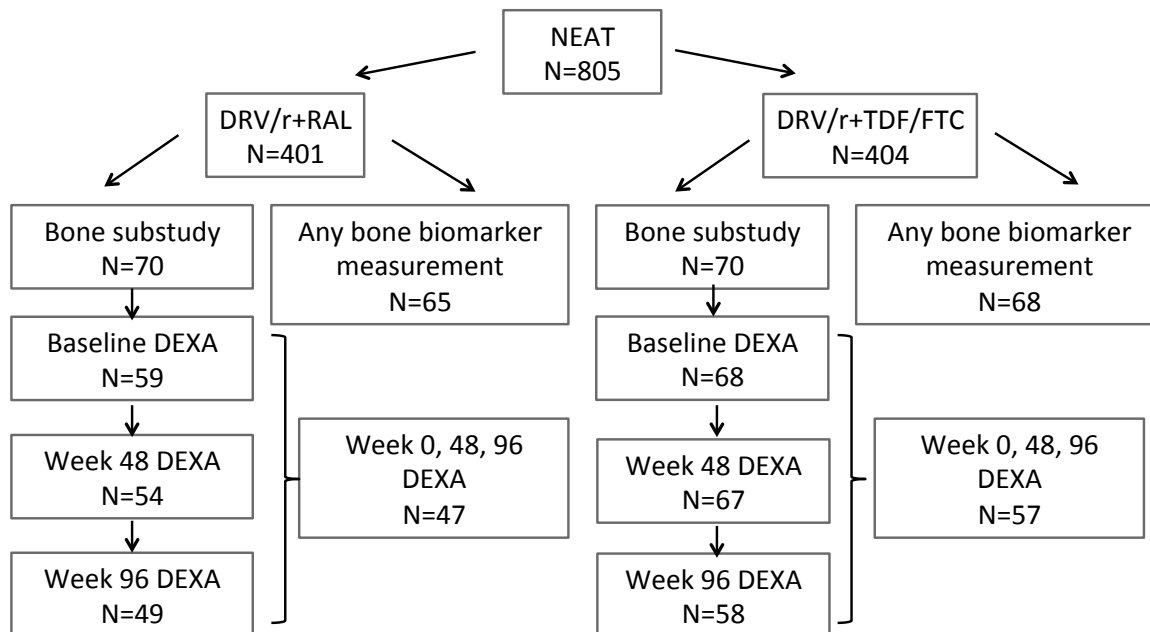 NEAT
N=805
DRV/r+RAL
N=401
DRV/r+TDF/FTC
N=404
Bone substudy
N=70
Any bone biomarker
measurement
N=65
Bone substudy
N=70
Any bone biomarker
measurement
N=68
Baseline DEXA
N=59
Baseline DEXA
N=68
Week 48 DEXA
N=54
Week 0, 48, 96
DEXA
N=47
Week 48 DEXA
N=67
Week 0, 48, 96
DEXA
N=57
Week 96 DEXA
N=49
Week 96 DEXA
N=58